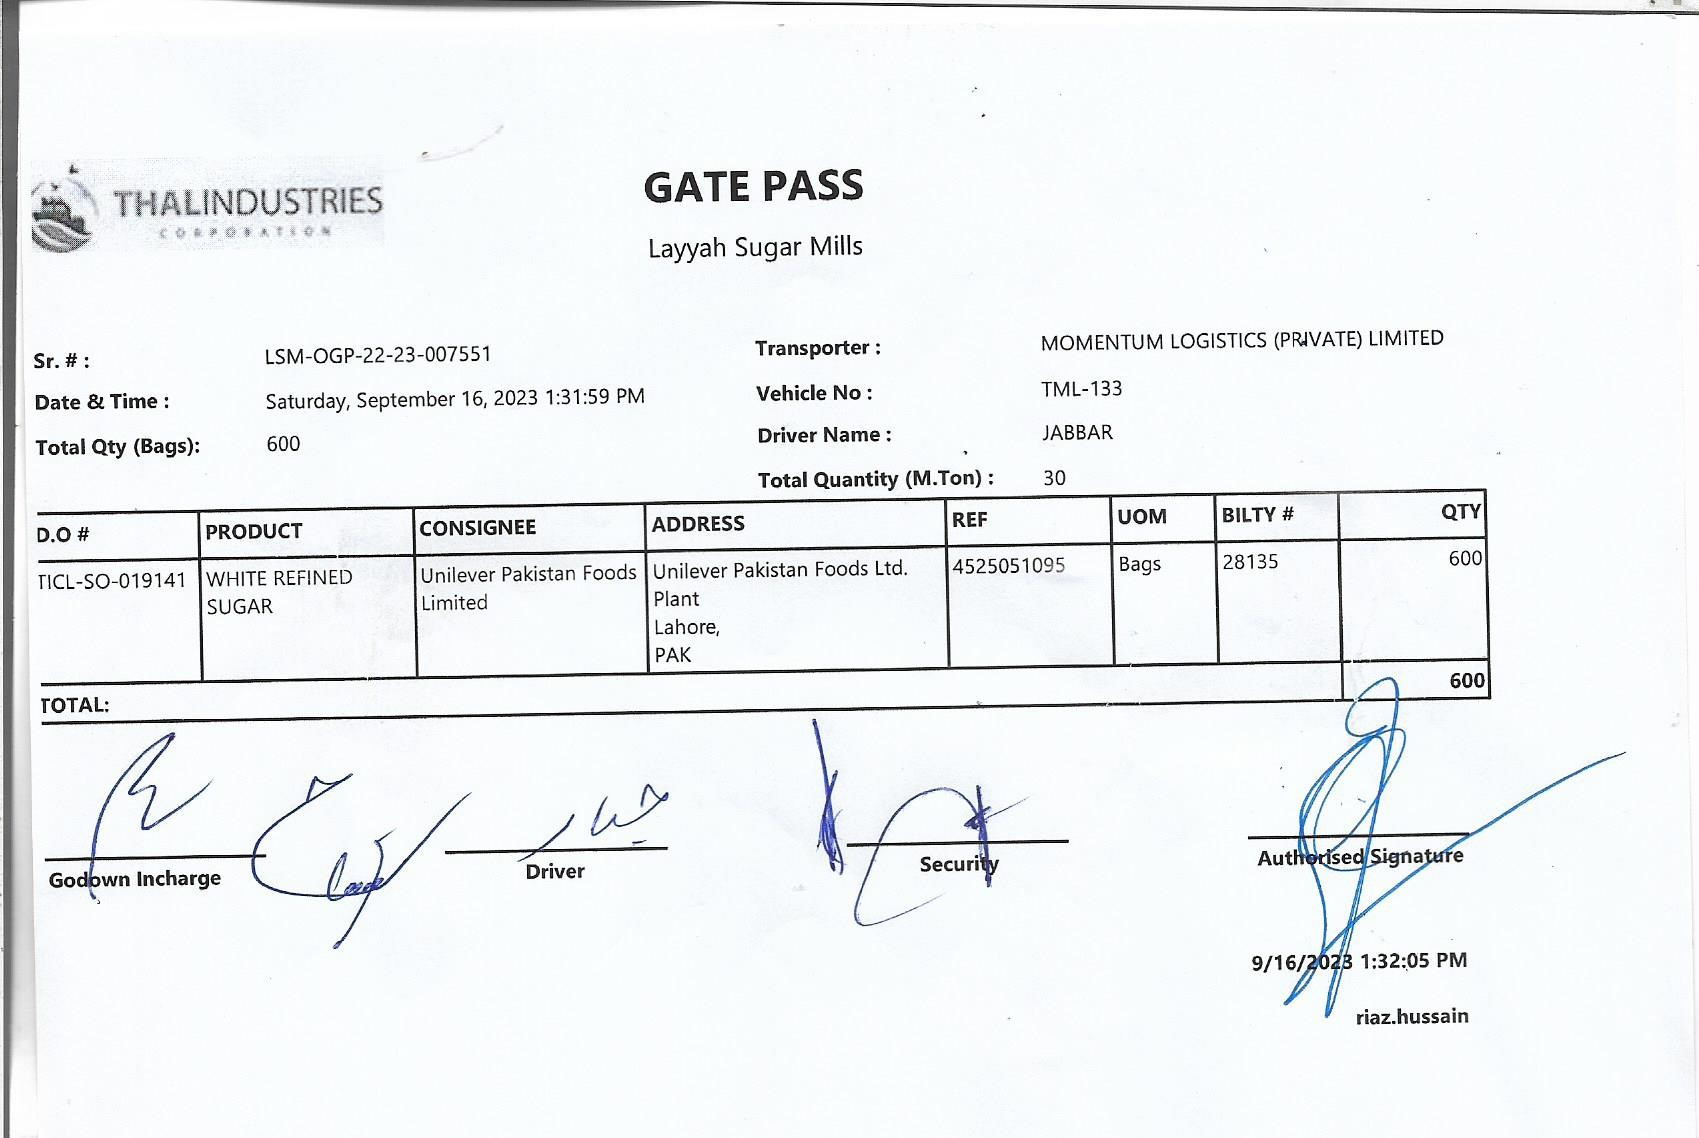 THALINDUSTRIES
CORPORATION
GATE PASS
Layyah Sugar Mills
Sr. # : LSM-OGP-22-23-007551
Date & Time : Saturday, September 16, 2023 1:31:59 PM
Total Qty (Bags): 600
Transporter : MOMENTUM LOGISTICS (PRIVATE) LIMITED
Vehicle No : TML-133
Driver Name : JABBAR
Total Quantity (M.Ton) : 30
D.O # PRODUCT CONSIGNEE ADDRESS REF UOM BILTY # QTY
TICL-SO-019141 WHITE REFINED Unilever Pakistan Foods Unilever Pakistan Foods Ltd. 4525051095 Bags 28135 600
SUGAR Limited Plant
Lahore,
PAK
TOTAL: 600
Godown Incharge Driver Security Authorised Signature
9/16/2023 1:32:05 PM
riaz.hussain